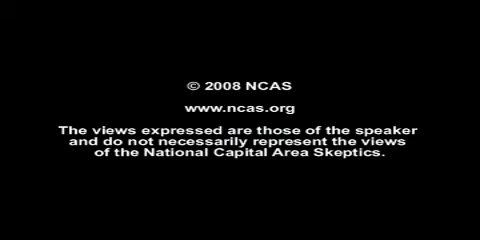 © 2008 NCAS
www.ncas.org
The views expressed are those of the speaker
and do not necessarily represent the views
of the National Capital Area Skeptics.